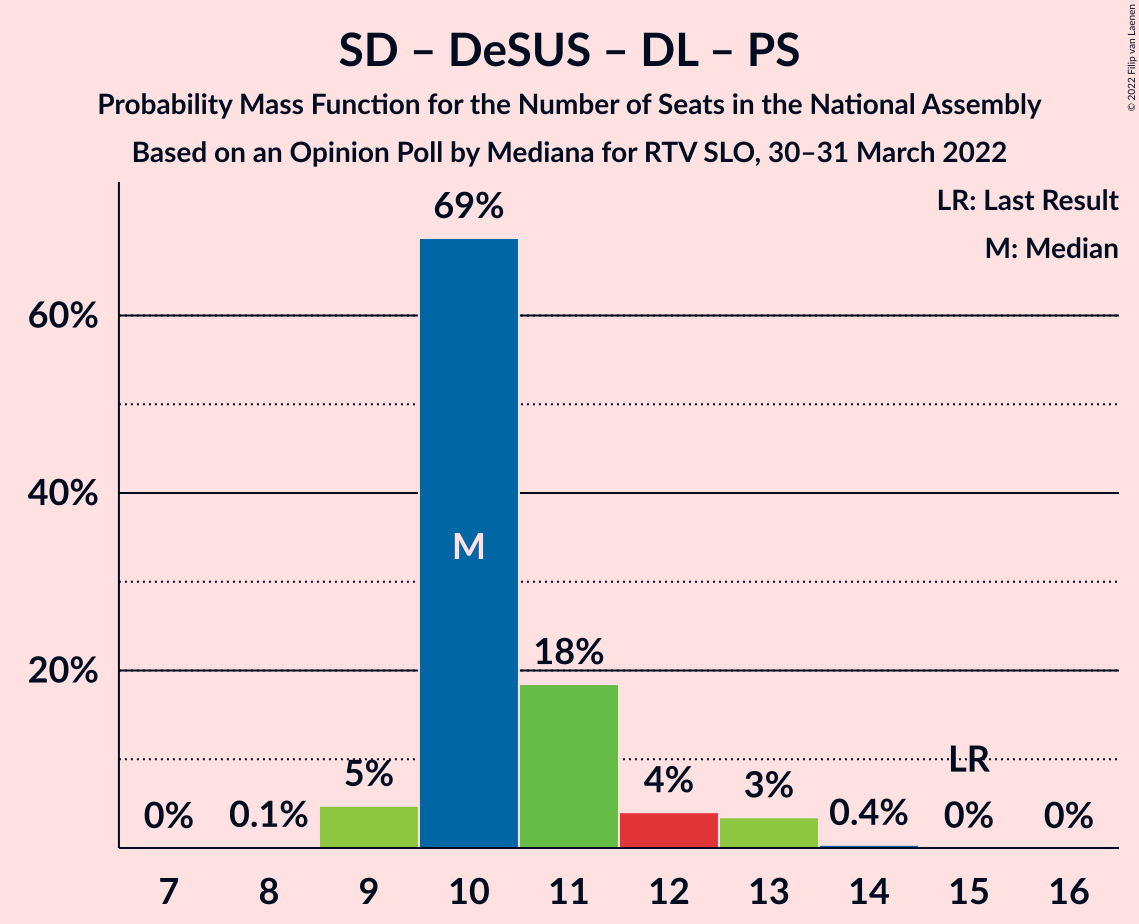 SD – DeSUS – DL – PS
Probability Mass Function for the Number of Seats in the National Assembly
Based on an Opinion Poll by Mediana for RTV SLO, 30–31 March 2022
© 2022 Filip van Laenen
LR: Last Result
M: Median
69%
60%
40%
M
18%
20%
LR
5%
4%
3%
0%
0.1%
0.4%
0%
0%
7 8 9 10 11 12 13 14 15 16